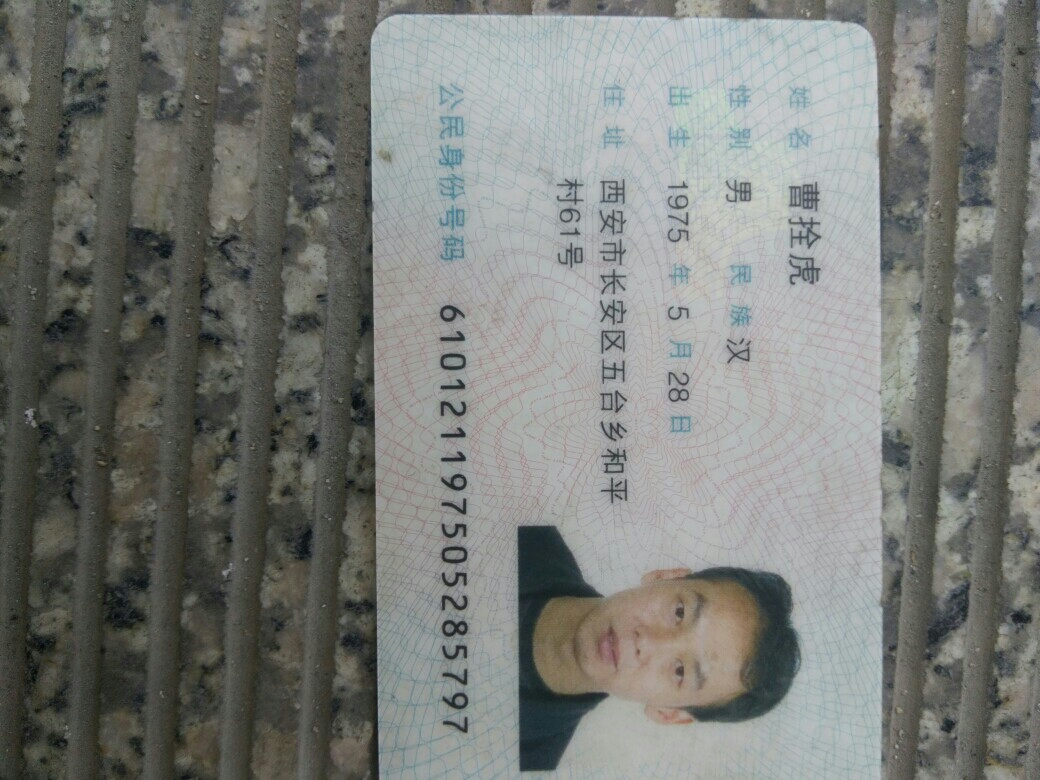 姓名 曹拴虎
性别 男 民族 汉
出生 1975 年 5 月 28 日
住址 西安市长安区五台乡和平
村61号
公民身份号码 610121197505285797